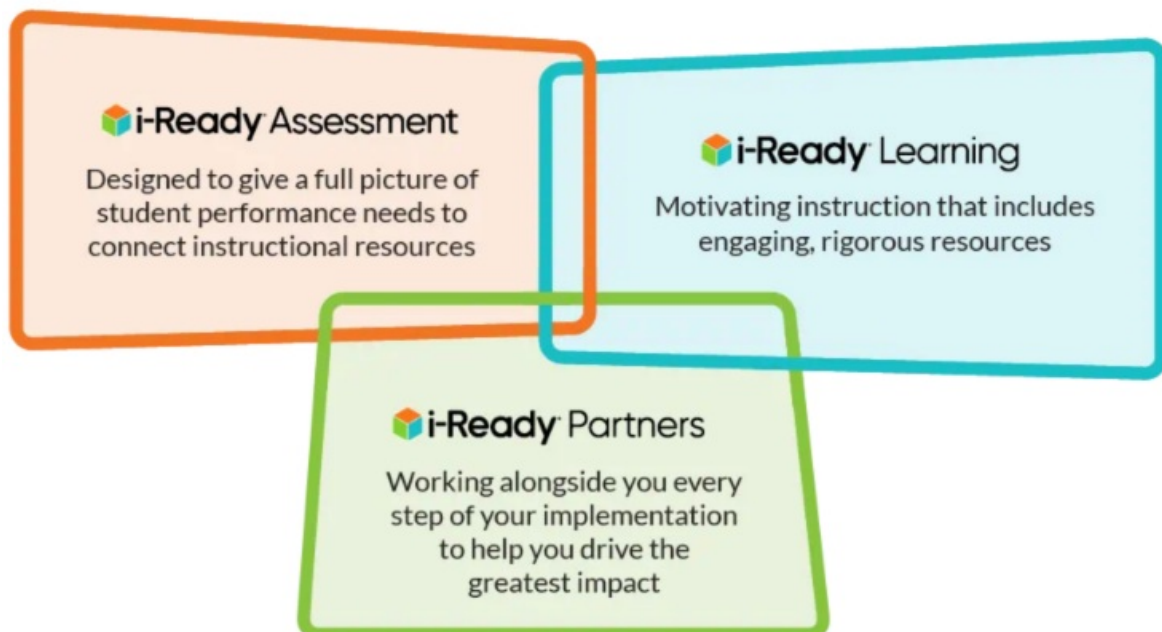 i-Ready Assessment
Designed to give a full picture of
student performance needs to
connect instructional resources
i-Ready Learning
Motivating instruction that includes
engaging, rigorous resources
i-Ready Partners
Working alongside you every
step of your implementation
to help you drive the
greatest impact